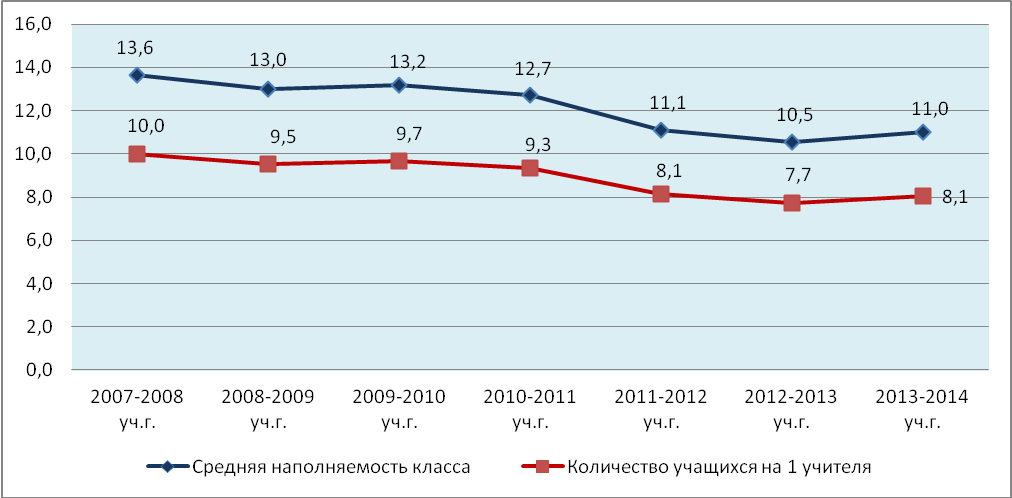 16,0
14,0
12,0
10,0
8,0
6,0
4,0
2,0
0,0
13,6
13,0
13,2
12,7
11,1
10,5
11,0
10,0
9,5
9,7
9,3
8,1
7,7
8,1
2007-2008 уч.г.
2008-2009 уч.г.
2009-2010 уч.г.
2010-2011 уч.г.
2011-2012 уч.г.
2012-2013 уч.г.
2013-2014 уч.г.
Средняя наполняемость класса
Количество учащихся на 1 учителя